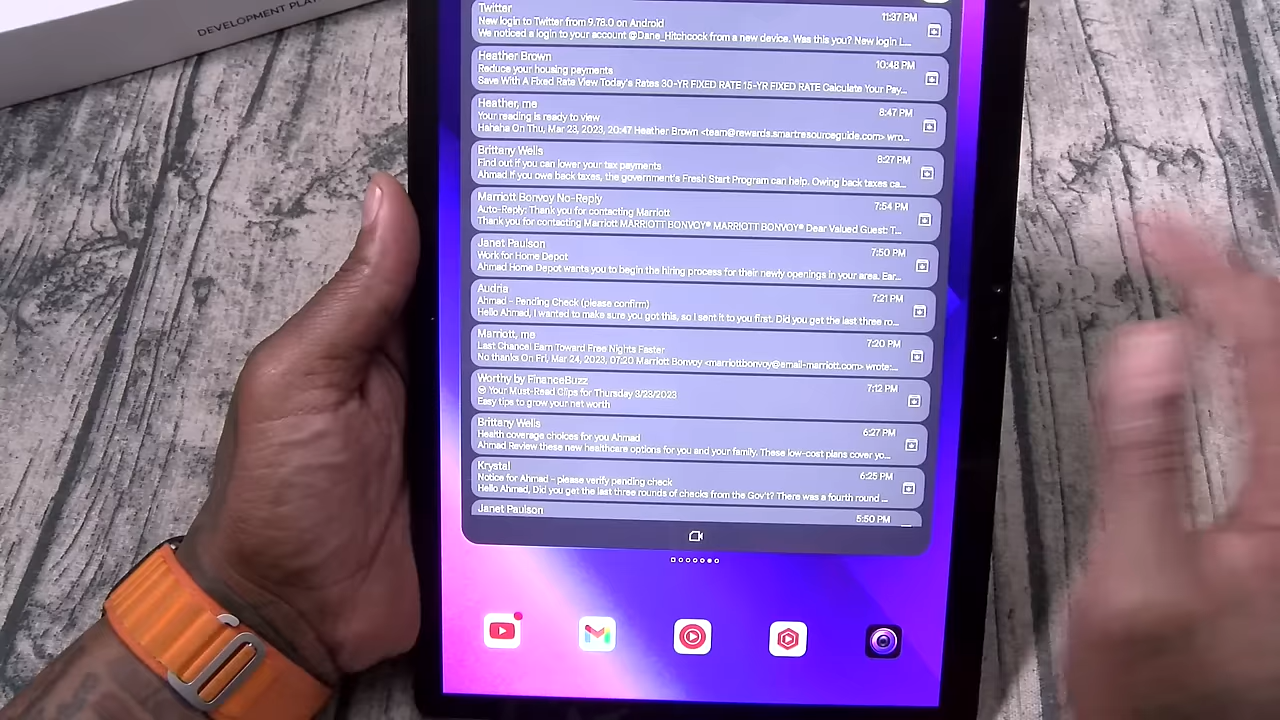 DEVELOPMENT
Twitter 11:37 PM
New login to Twitter from 9.78.0 on Android
We noticed a login to your account @Dane_Hitchcock from a new device. Was this you? New login L...
Heather Brown 10:48 PM
Reduce your housing payments
Save With A Fixed Rate View Today's Rates 30-YR FIXED RATE 15-YR FIXED RATE Calculate Your Pay...
Heather, me 8:47 PM
Your reading is ready to view
Hahaha On Thu, Mar 23, 2023, 20:47 Heather Brown <team@rewards.smartresourceguide.com> wro...
Brittany Wells 8:27 PM
Find out if you can lower your tax payments
Ahmad If you owe back taxes, the government's Fresh Start Program can help. Owing back taxes ca...
Marriott Bonvoy No-Reply 7:54 PM
Auto-Reply: Thank you for contacting Marriott
Thank you for contacting Marriott MARRIOTT BONVOY® MARRIOTT BONVOY® Dear Valued Guest: T...
Janet Paulson 7:50 PM
Work for Home Depot
Ahmad Home Depot wants you to begin the hiring process for their newly openings in your area. Ear...
Audria 7:21 PM
Ahmad - Pending Check (please confirm)
Hello Ahmad, I wanted to make sure you got this, so I sent it to you first. Did you get the last three ro...
Marriott, me 7:20 PM
Last Chance! Earn Toward Free Nights Faster
No thanks On Fri, Mar 24, 2023, 07:20 Marriott Bonvoy <marriottbonvoy@email-marriott.com> wrote:...
Worthy by FinanceBuzz 7:12 PM
Your Must-Read Clips for Thursday 3/23/2023
Easy tips to grow your net worth
Brittany Wells 6:27 PM
Health coverage choices for you Ahmad
Ahmad Review these new healthcare options for you and your family. These low-cost plans cover yo...
Krystal 6:25 PM
Notice for Ahmad - please verify pending check
Hello Ahmad, Did you get the last three rounds of checks from the Gov't? There was a fourth round ...
Janet Paulson 5:50 PM